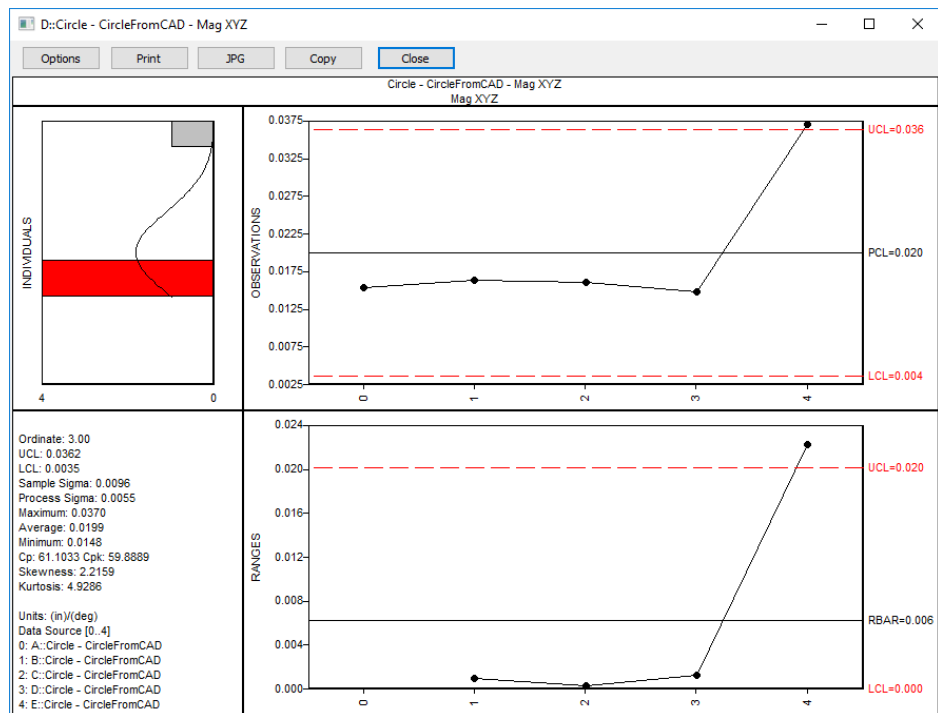 D::Circle - CircleFromCAD - Mag XYZ
Options Print JPG Copy Close
Circle - CircleFromCAD - Mag XYZ
Mag XYZ
INDIVIDUALS
4 0
OBSERVATIONS
0.0375
0.0325
0.0275
0.0225
0.0175
0.0125
0.0075
0.0025
UCL=0.036
PCL=0.020
LCL=0.004
0 1 2 3 4
Ordinate: 3.00
UCL: 0.0362
LCL: 0.0035
Sample Sigma: 0.0096
Process Sigma: 0.0055
Maximum: 0.0370
Average: 0.0199
Minimum: 0.0148
Cp: 61.1033 Cpk: 59.8889
Skewness: 2.2159
Kurtosis: 4.9286
Units: (in)/(deg)
Data Source [0..4]
0: A::Circle - CircleFromCAD
1: B::Circle - CircleFromCAD
2: C::Circle - CircleFromCAD
3: D::Circle - CircleFromCAD
4: E::Circle - CircleFromCAD
RANGES
0.024
0.020
0.016
0.012
0.008
0.004
0.000
UCL=0.020
RBAR=0.006
LCL=0.000
0 1 2 3 4